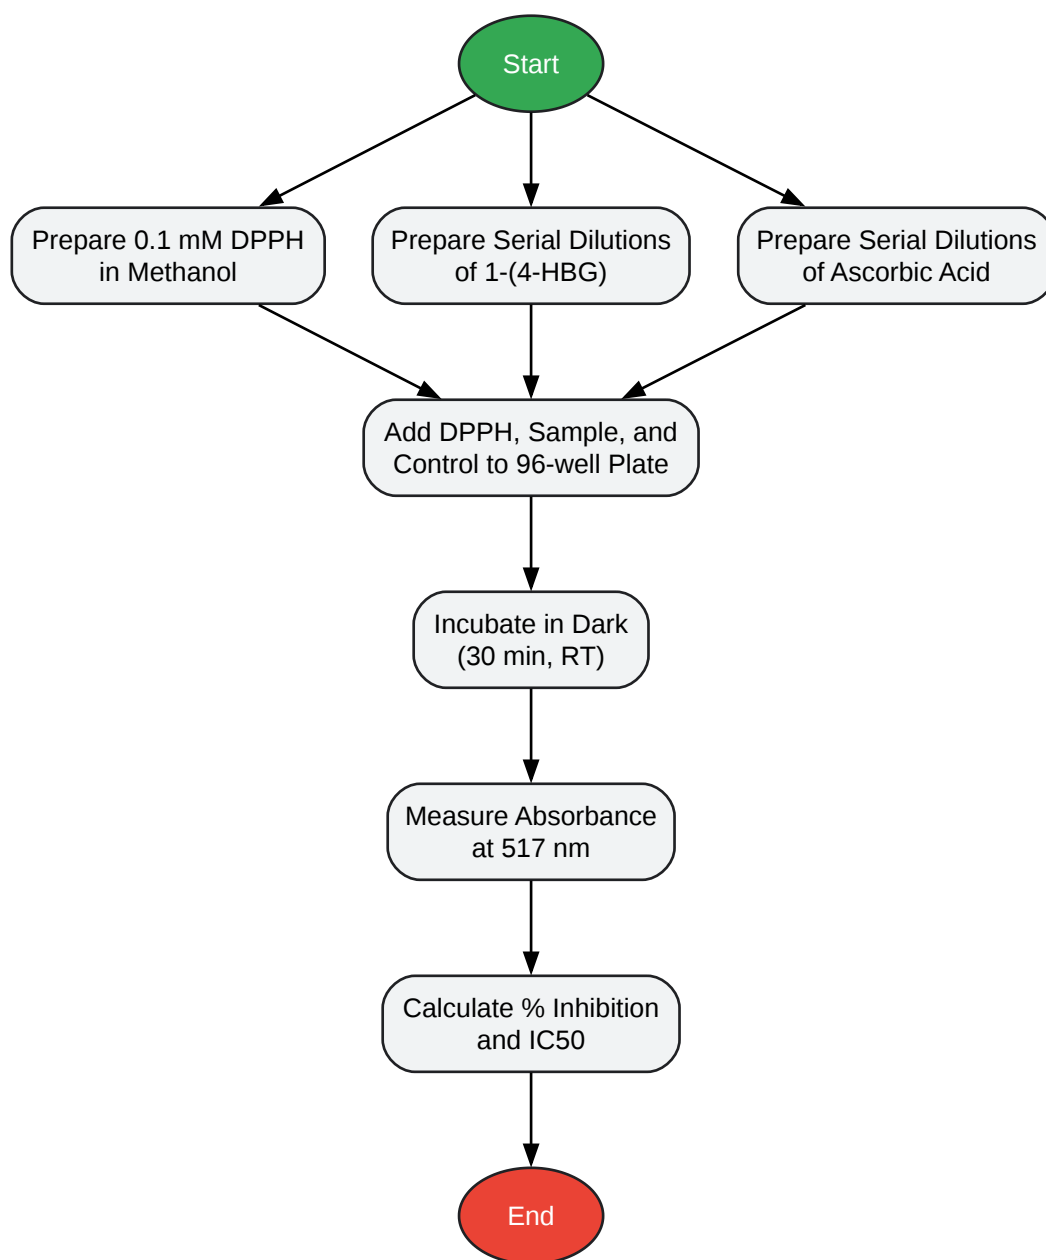 Start
Prepare 0.1 mM DPPH
in Methanol
Prepare Serial Dilutions
of 1-(4-HBG)
Prepare Serial Dilutions
of Ascorbic Acid
Add DPPH, Sample, and
Control to 96-well Plate
Incubate in Dark
(30 min, RT)
Measure Absorbance
at 517 nm
Calculate % Inhibition
and IC50
End